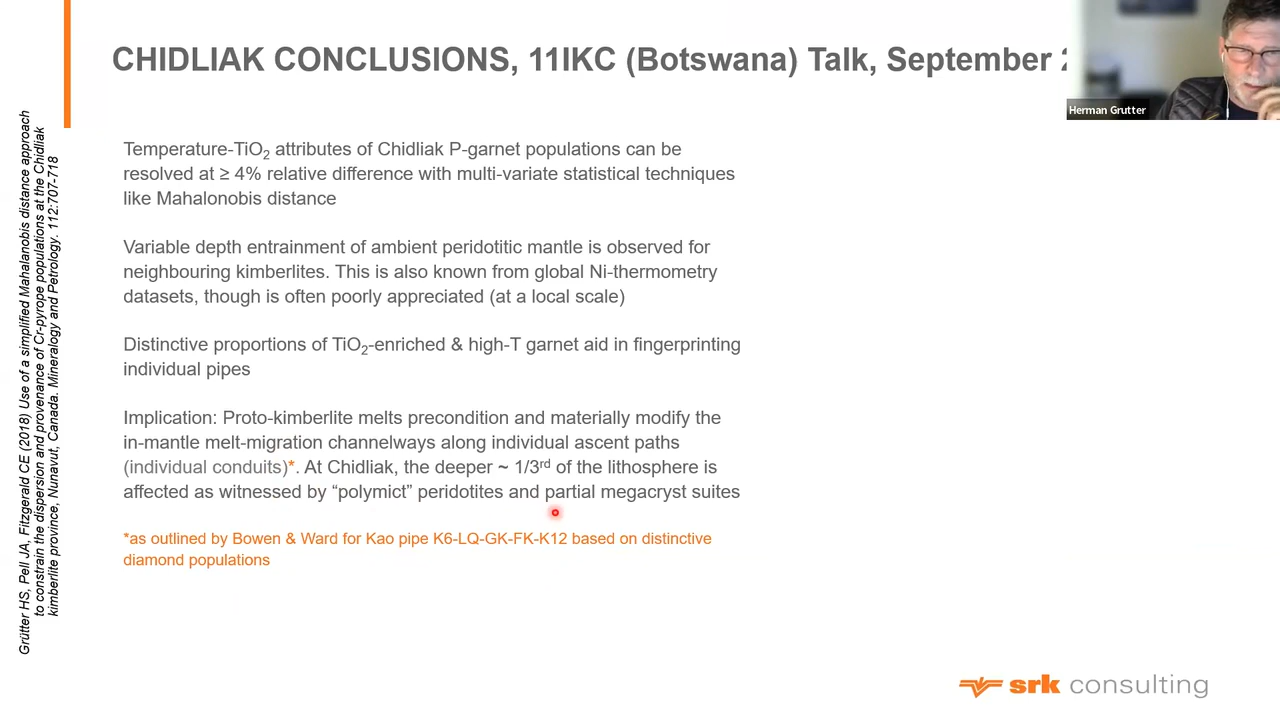 CHIDLIAK CONCLUSIONS, 11IKC (Botswana) Talk, September
Herman Grutter
Temperature-TiO₂ attributes of Chidliak P-garnet populations can be
resolved at ≥ 4% relative difference with multi-variate statistical techniques
like Mahalonobis distance
Variable depth entrainment of ambient peridotitic mantle is observed for
neighbouring kimberlites. This is also known from global Ni-thermometry
datasets, though is often poorly appreciated (at a local scale)
Distinctive proportions of TiO₂-enriched & high-T garnet aid in fingerprinting
individual pipes
Implication: Proto-kimberlite melts precondition and materially modify the
in-mantle melt-migration channelways along individual ascent paths
(individual conduits)*. At Chidliak, the deeper ~ 1/3rd of the lithosphere is
affected as witnessed by “polymict” peridotites and partial megacryst suites
*as outlined by Bowen & Ward for Kao pipe K6-LQ-GK-FK-K12 based on distinctive
diamond populations
Grütter HS, Pell JA, Fitzgerald CE (2018) Use of a simplified Mahalanobis distance approach
to constrain the dispersion and provenance of Cr-pyrope populations at the Chidliak
kimberlite province, Nunavut, Canada. Mineralogy and Petrology. 112:707-718
srk consulting